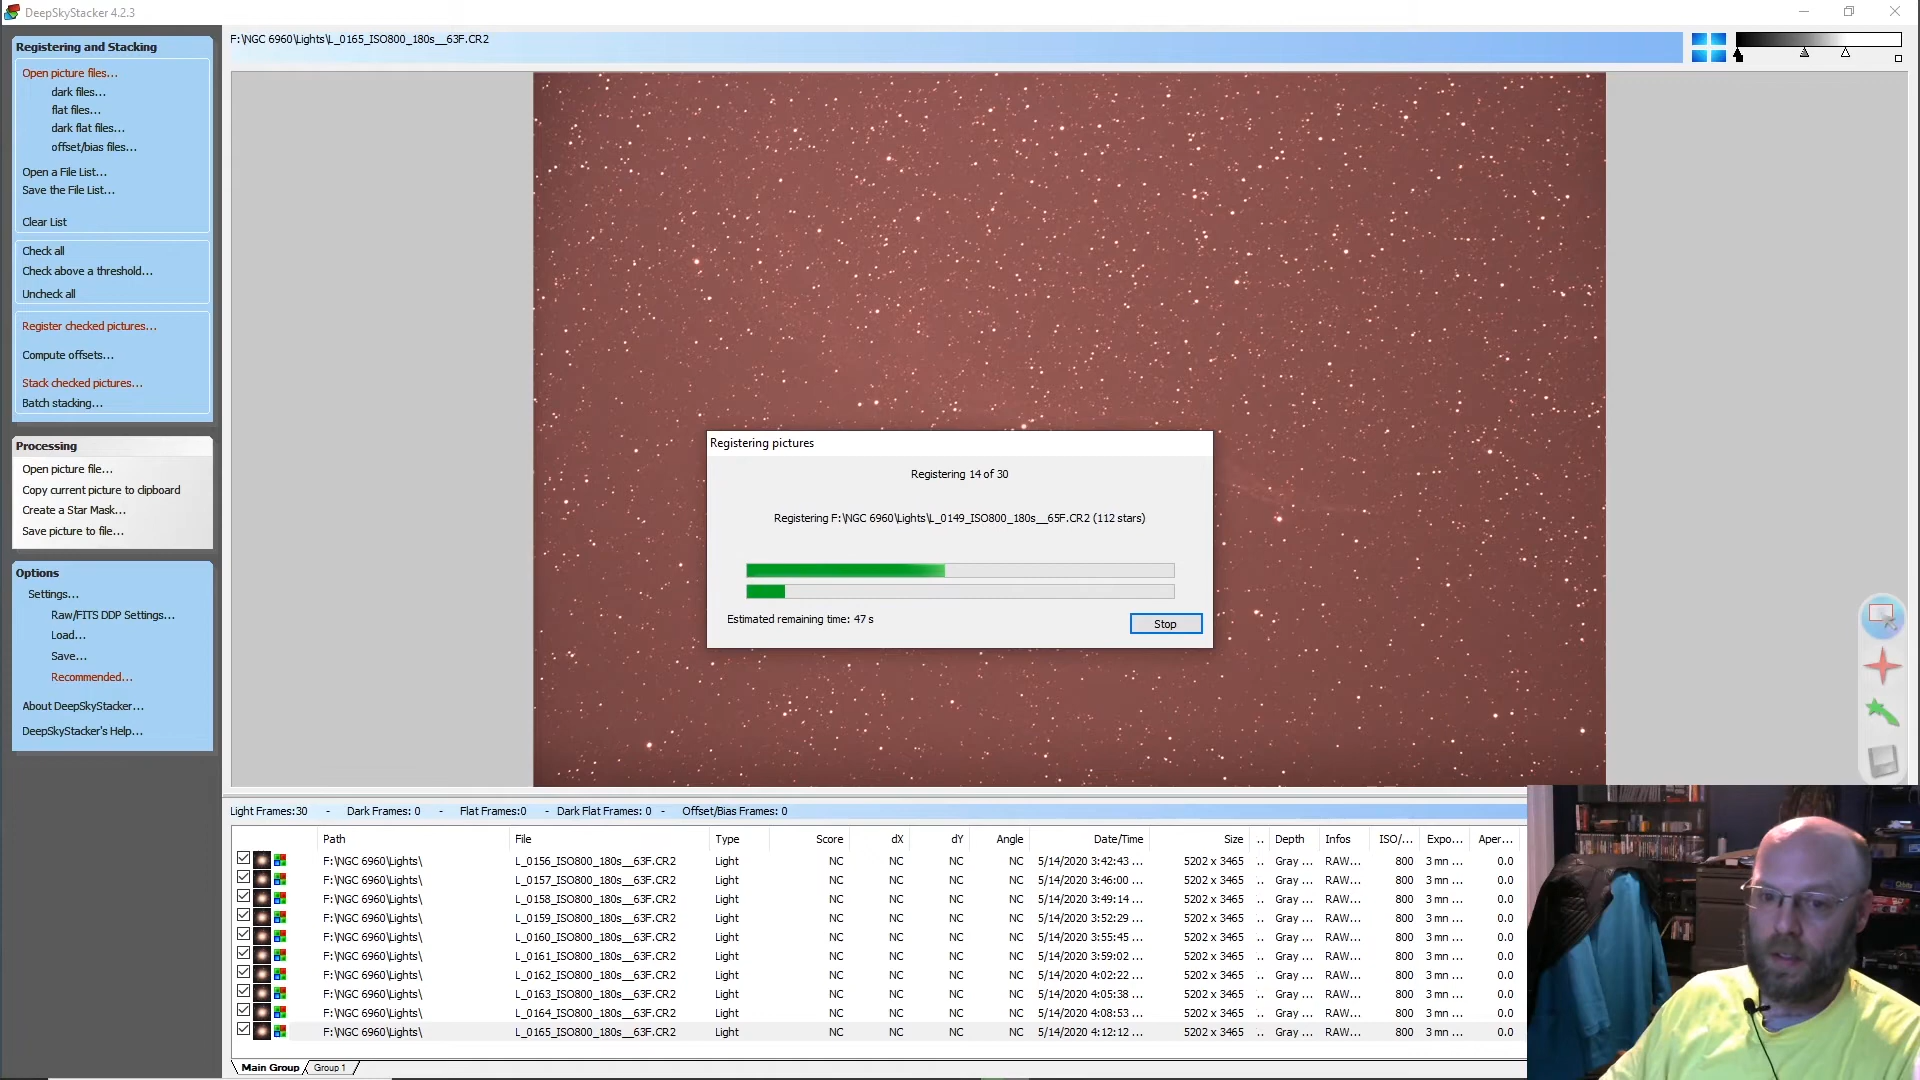 DeepSkyStacker 4.2.3
Registering and Stacking
Open picture files...
dark files...
flat files...
dark flat files...
offset/bias files...
Open a File List...
Save the File List...
Clear List
Check all
Check above a threshold...
Uncheck all
Register checked pictures...
Compute offsets...
Stack checked pictures...
Batch stacking...
Processing
Open picture file...
Copy current picture to clipboard
Create a Star Mask...
Save picture to file...
Options
Settings...
Raw/FITS DDP Settings...
Load...
Save...
Recommended...
About DeepSkyStacker...
DeepSkyStacker's Help...
F:\NGC 6960\Lights\L_0165_ISO800_180s__63F.CR2
Registering pictures
Registering 14 of 30
Registering F:\NGC 6960\Lights\L_0149_ISO800_180s__65F.CR2 (112 stars)
Estimated remaining time: 47 s
Stop
Light Frames:30 - Dark Frames: 0 - Flat Frames:0 - Dark Flat Frames: 0 - Offset/Bias Frames: 0
Path File Type Score dX dY Angle Date/Time Size .. Depth Infos ISO/... Expo... Aper...
F:\NGC 6960\Lights\ L_0156_ISO800_180s__63F.CR2 Light NC NC NC NC 5/14/2020 3:42:43 ... 5202 x 3465 .. Gray ... RAW... 800 3 mn ... 0.0
F:\NGC 6960\Lights\ L_0157_ISO800_180s__63F.CR2 Light NC NC NC NC 5/14/2020 3:46:00 ... 5202 x 3465 .. Gray ... RAW... 800 3 mn ... 0.0
F:\NGC 6960\Lights\ L_0158_ISO800_180s__63F.CR2 Light NC NC NC NC 5/14/2020 3:49:14 ... 5202 x 3465 .. Gray ... RAW... 800 3 mn ... 0.0
F:\NGC 6960\Lights\ L_0159_ISO800_180s__63F.CR2 Light NC NC NC NC 5/14/2020 3:52:29 ... 5202 x 3465 .. Gray ... RAW... 800 3 mn ... 0.0
F:\NGC 6960\Lights\ L_0160_ISO800_180s__63F.CR2 Light NC NC NC NC 5/14/2020 3:55:45 ... 5202 x 3465 .. Gray ... RAW... 800 3 mn ... 0.0
F:\NGC 6960\Lights\ L_0161_ISO800_180s__63F.CR2 Light NC NC NC NC 5/14/2020 3:59:02 ... 5202 x 3465 .. Gray ... RAW... 800 3 mn ... 0.0
F:\NGC 6960\Lights\ L_0162_ISO800_180s__63F.CR2 Light NC NC NC NC 5/14/2020 4:02:22 ... 5202 x 3465 .. Gray ... RAW... 800 3 mn ... 0.0
F:\NGC 6960\Lights\ L_0163_ISO800_180s__63F.CR2 Light NC NC NC NC 5/14/2020 4:05:38 ... 5202 x 3465 .. Gray ... RAW... 800 3 mn ... 0.0
F:\NGC 6960\Lights\ L_0164_ISO800_180s__63F.CR2 Light NC NC NC NC 5/14/2020 4:08:53 ... 5202 x 3465 .. Gray ... RAW... 800 3 mn ... 0.0
F:\NGC 6960\Lights\ L_0165_ISO800_180s__63F.CR2 Light NC NC NC NC 5/14/2020 4:12:12 ... 5202 x 3465 .. Gray ... RAW... 800 3 mn ... 0.0
Main Group Group 1